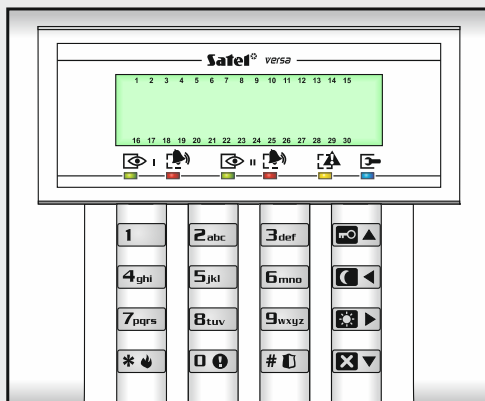 Satel versa
1 2 3 4 5 6 7 8 9 10 11 12 13 14 15
16 17 18 19 20 21 22 23 24 25 26 27 28 29 30
I II
1 2abc 3def
4ghi 5jkl 6mno
7pqrs 8tuv 9wxyz
* 0 #